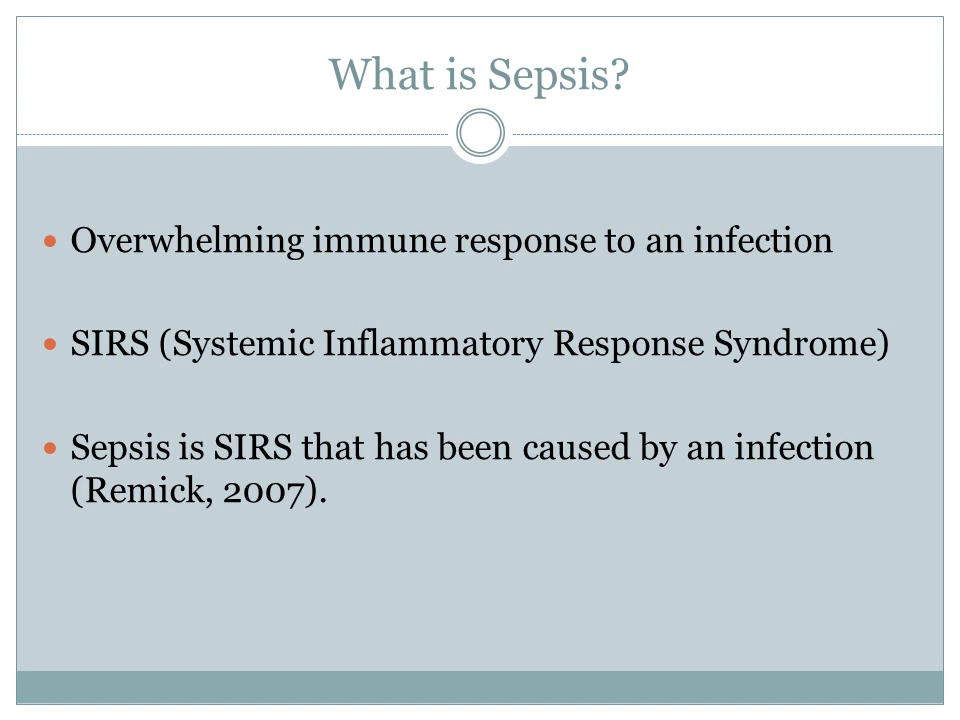 What is Sepsis?
• Overwhelming immune response to an infection
• SIRS (Systemic Inflammatory Response Syndrome)
• Sepsis is SIRS that has been caused by an infection
(Remick, 2007).